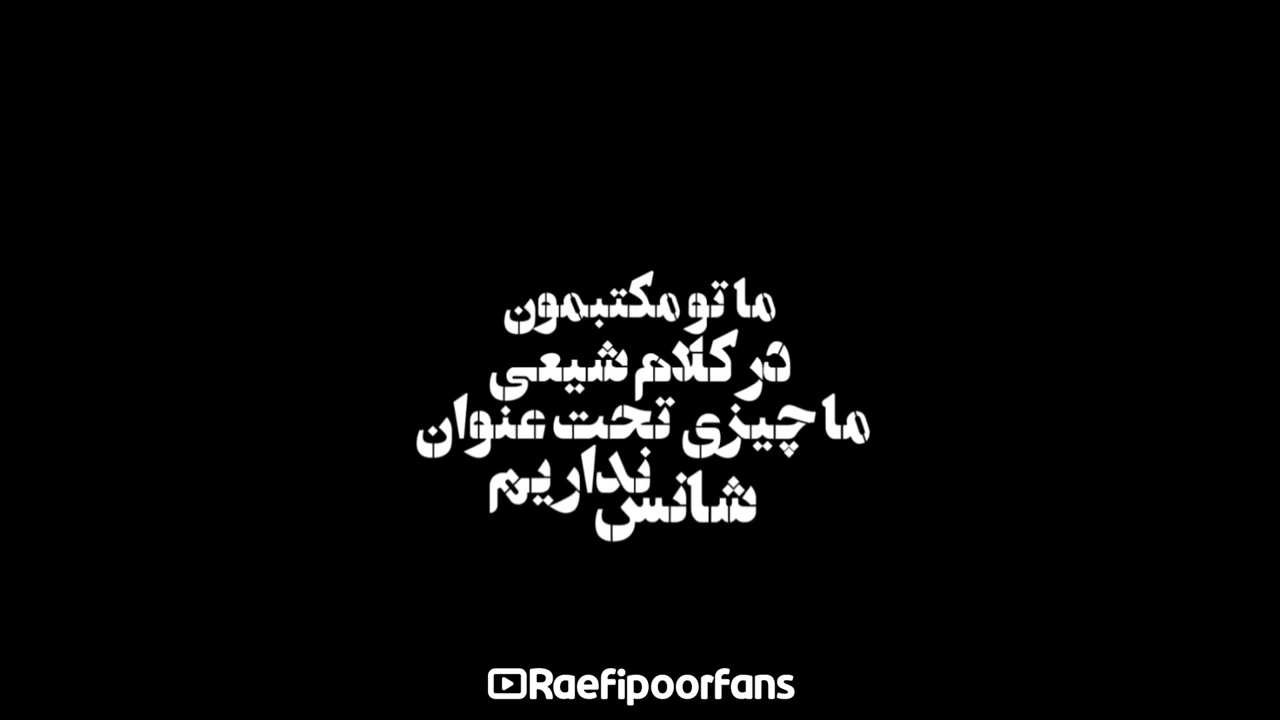 ما تو مکتبمون
در کلام شیعی
ما چیزی تحت عنوان
شانس نداریم
Raefipoorfans